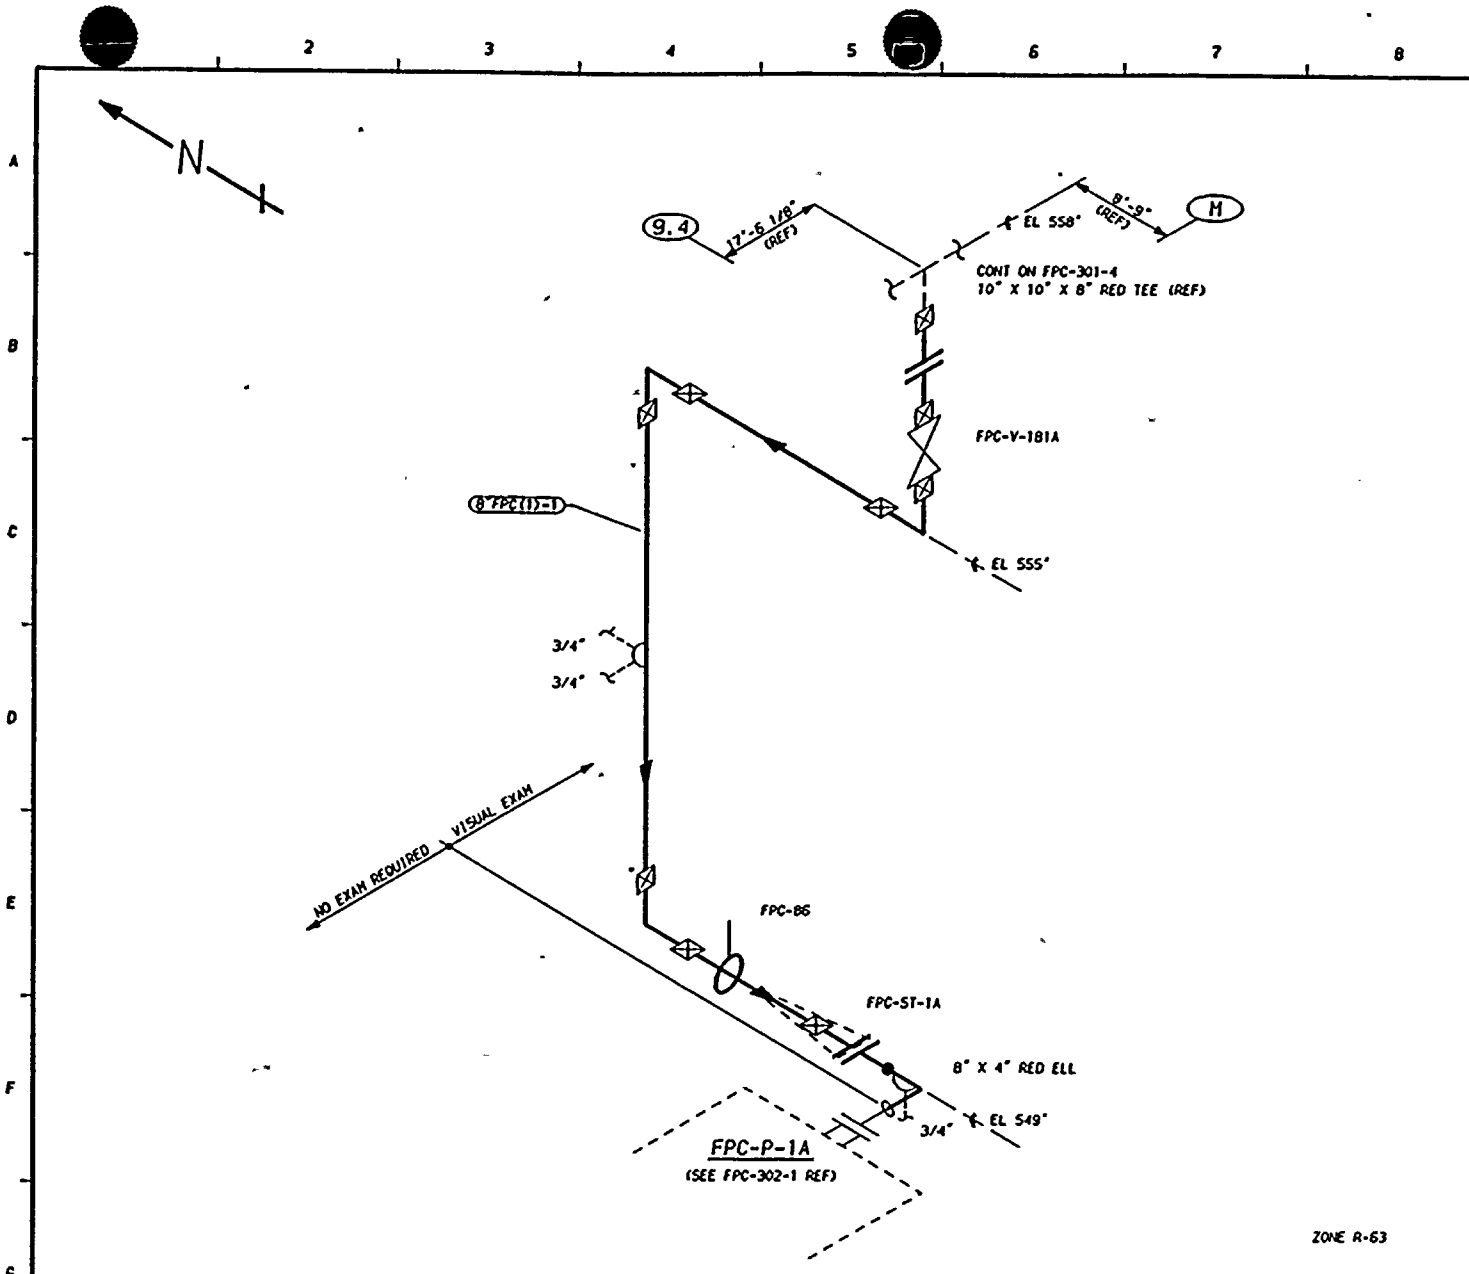 2 3 4 5 6 7 8
A
N
9.4
17'-6 1/8"
(REF)
EL 558'
8'-9"
(REF)
M
CONT ON FPC-301-4
10" X 10" X 8" RED TEE (REF)
B
FPC-V-181A
8"FPC(1)-1
C
EL 555'
3/4"
3/4"
D
VISUAL EXAM
NO EXAM REQUIRED
E
FPC-86
FPC-ST-1A
8" X 4" RED ELL
F
EL 549'
3/4"
FPC-P-1A
(SEE FPC-302-1 REF)
ZONE R-63
G